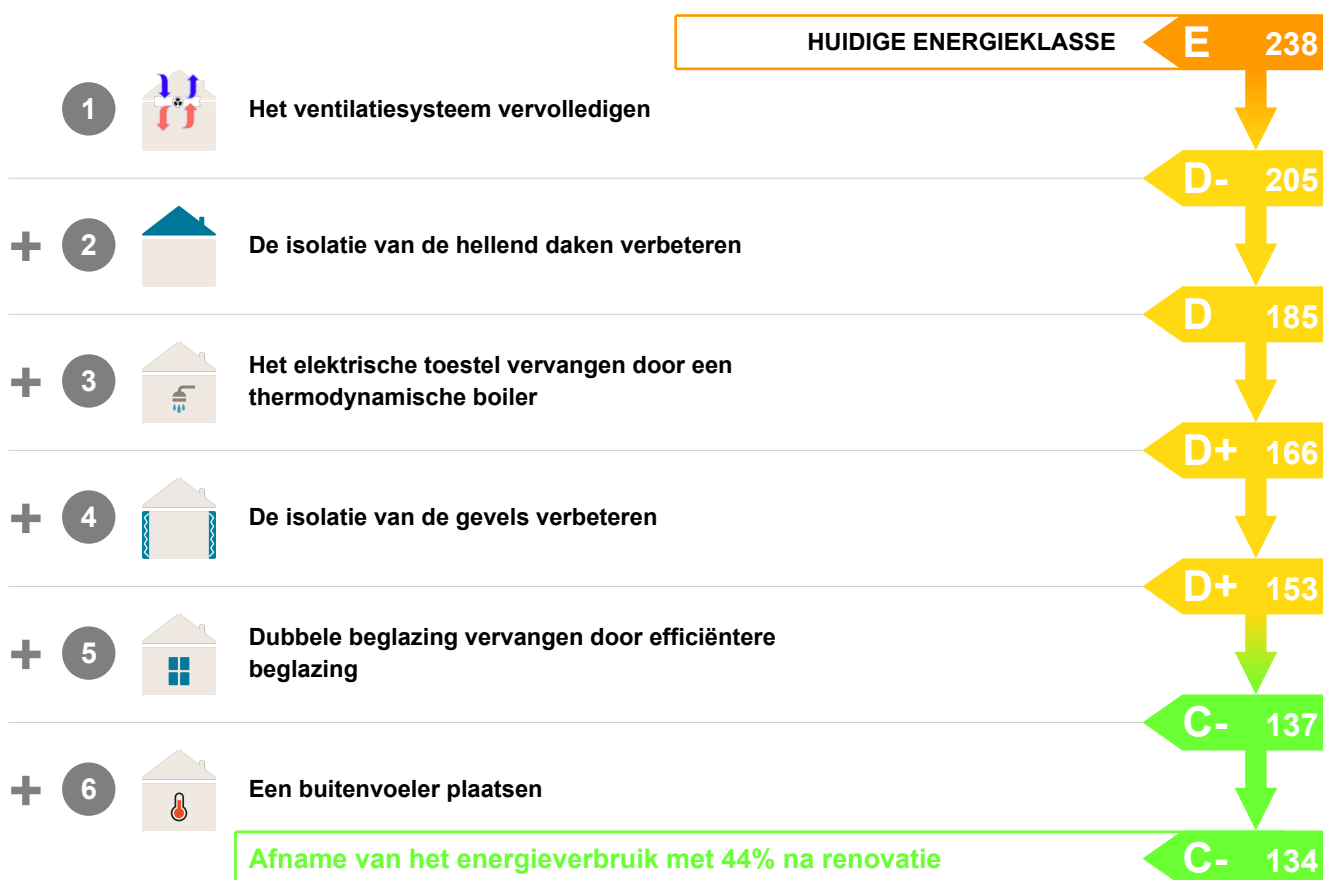 HUIDIGE ENERGIEKLASSE E 238
1 Het ventilatiesysteem vervolledigen
D- 205
+ 2 De isolatie van de hellend daken verbeteren
D 185
+ 3 Het elektrische toestel vervangen door een
thermodynamische boiler
D+ 166
+ 4 De isolatie van de gevels verbeteren
D+ 153
+ 5 Dubbele beglazing vervangen door efficiëntere
beglazing
C- 137
+ 6 Een buitenvoeler plaatsen
Afname van het energieverbruik met 44% na renovatie C- 134